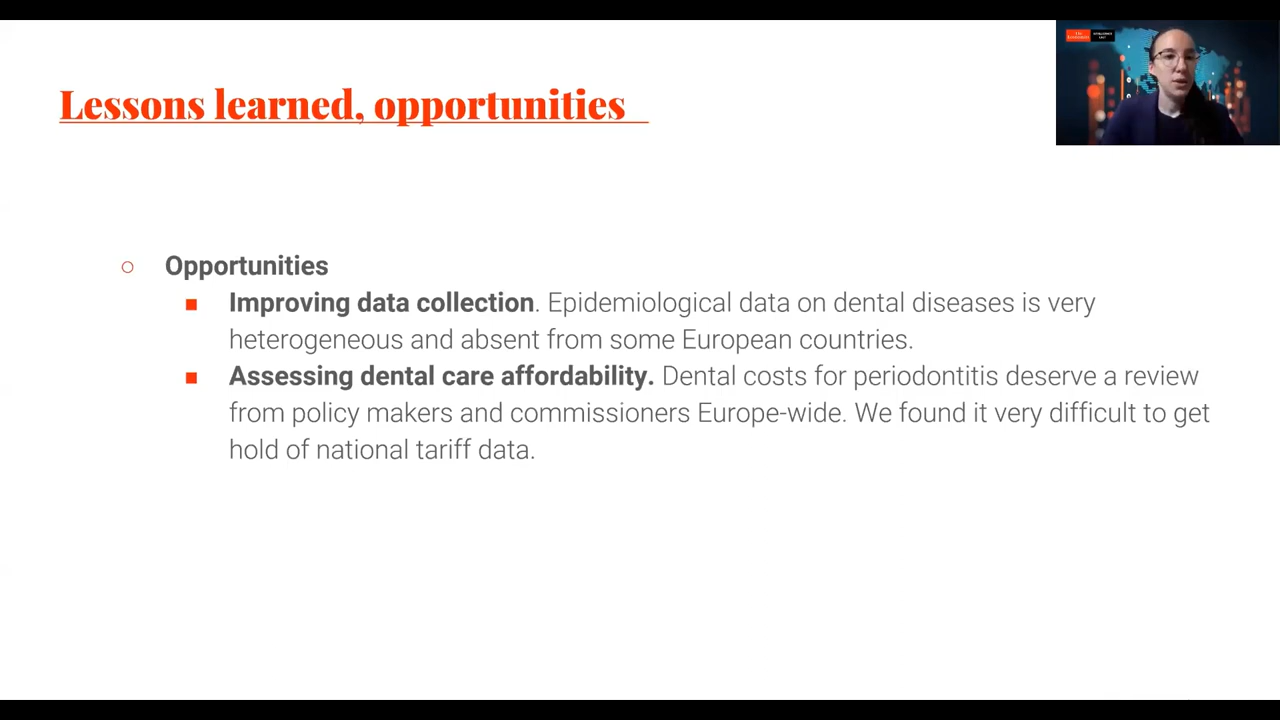 Lessons learned, opportunities
Opportunities
Improving data collection. Epidemiological data on dental diseases is very
heterogeneous and absent from some European countries.
Assessing dental care affordability. Dental costs for periodontitis deserve a review
from policy makers and commissioners Europe-wide. We found it very difficult to get
hold of national tariff data.